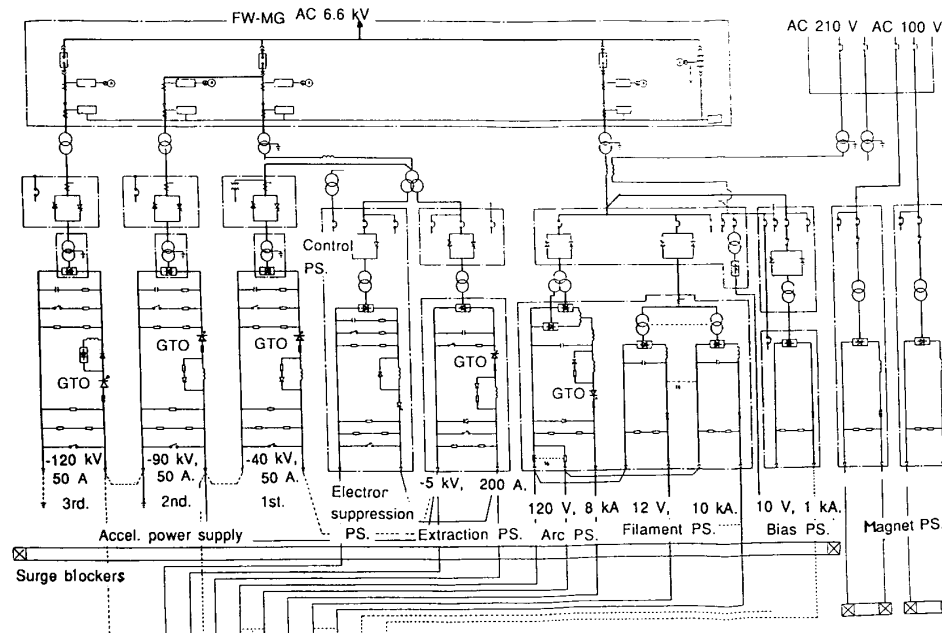 FW-MG AC 6.6 kV
AC 210 V AC 100 V
Control
PS.
GTO
GTO
GTO
GTO
GTO
-120 kV,
50 A
3rd.
-90 kV,
50 A.
2nd.
-40 kV,
50 A.
1st.
Electror
suppression
PS.
-5 kV, 200 A,
Extraction PS.
120 V, 8 kA
Arc PS.
12 V, 10 kA.
Filament PS.
10 V, 1 kA.
Bias PS.
Magnet PS.
Accel. power supply
Surge blockers